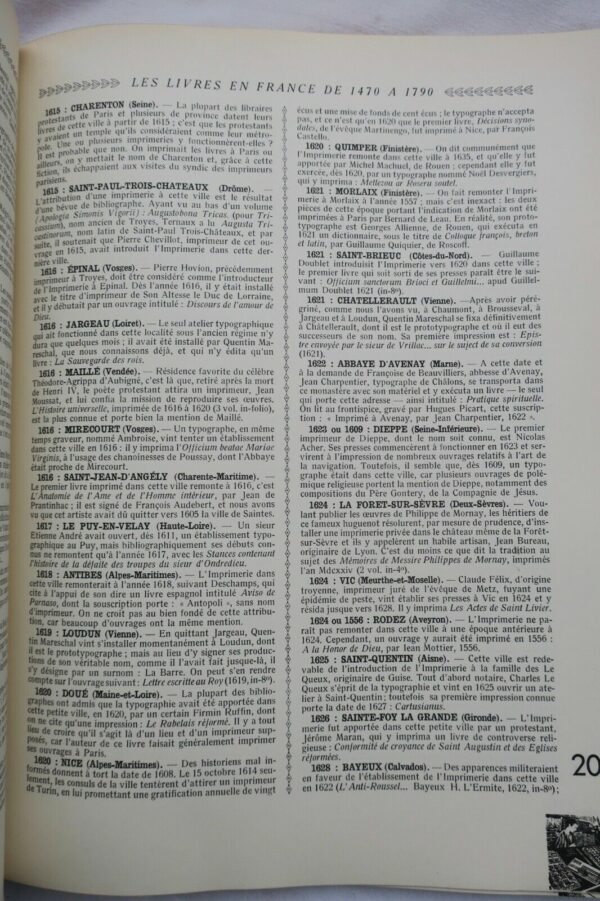 LES LIVRES EN FRANCE DE 1470 A 1790
1615 : CHARENTON (Seine). — La plupart des libraires
protestants de Paris et plusieurs de province datent leurs
livres de cette ville à partir de 1615 ; c'est que les protestants
y avaient un temple qu'ils considéraient comme leur métro-
pole. Une ou plusieurs imprimeries y fonctionnèrent-elles ?
Il est probable que non. On imprimait les livres à Paris ou
ailleurs, on y mettait le nom de Charenton et, grâce à cette
fiction, ils échappaient aux visites du syndic des imprimeurs
parisiens.
1615 : SAINT-PAUL-TROIS-CHATEAUX (Drôme). —
L'attribution d'une imprimerie à cette ville est le résultat
d'une bévue de bibliographe. Ayant vu au bas d'un volume
(Apologia Simonis Vigorii) : Augustobona Tricas. (pour Tri-
cassium), nom ancien de Troyes, Ternaux a lu Augusta Tri-
castinorum, nom latin de Saint-Paul Trois-Châteaux, et par
suite, il soutenait que Pierre Chevillot, imprimeur de cet ou-
vrage en 1615, avait introduit l'Imprimerie dans cette der-
nière ville.
1616 : EPINAL (Vosges). — Pierre Hovion, précédemment
imprimeur à Troyes, doit être considéré comme l'introducteur
de l'Imprimerie à Epinal. Dès l'année 1616, il y était installé
avec le titre d'imprimeur de Son Altesse le Duc de Lorraine,
et il y débutait par un ouvrage intitulé : Discours de l'amour de
Dieu.
1616 : JARGEAU (Loiret). — Le seul atelier typographique
qui ait fonctionné dans cette localité sous l'ancien régime n'y
dura que quelques mois ; il avait été installé par Quentin Ma-
reschal, que nous connaissons déjà, et qui n'y édita qu'un
livre : La Sauvegarde des rois.
1616 : MAILLÉ (Vendée). — Résidence favorite du célèbre
Théodore-Agrippa d'Aubigné, c'est là que, retiré après la mort
de Henri IV, le poète protestant attira un imprimeur, Jean
Moussat, et lui confia la mission de reproduire ses œuvres.
L'Histoire universelle, imprimée de 1616 à 1620 (3 vol. in-folio),
est la plus connue et porte bien la mention de Maillé.
1616 : MIRECOURT (Vosges). — Un typographe, en même
temps graveur, nommé Ambroise, vint tenter un établissement
dans cette ville en 1616 ; il y imprima l'Officium beatae Mariae
Virginis, à l'usage des chanoinesses de Poussay, dont l'Abbaye
était proche de Mirecourt.
1616 : SAINT-JEAN-D'ANGÉLY (Charente-Maritime). —
Le premier livre imprimé dans cette ville remonte à 1616, c'est
L'Anatomie de l'Ame et de l'Homme intérieur, par Jean de
Prantinhac ; il est signé de François Audebert, et nous avons
vu que cet artiste avait dû quitter vers 1605 la ville de Saintes.
1617 : LE PUY-EN-VELAY (Haute-Loire). — Un sieur
Etienne André avait ouvert, dès 1611, un établissement typo-
graphique au Puy, mais bibliographiquement ses débuts con-
nus ne remontent qu'à l'année 1617, avec les Stances contenant
l'histoire de la défaite des troupes du sieur d'Ondredieu.
1618 : ANTIBES (Alpes-Maritimes). — L'Imprimerie dans
cette ville remonterait à l'année 1618, suivant Deschamps, qui
cite à l'appui de son dire un livre espagnol intitulé Aviso de
Parnaso, dont la souscription porte : « Antopoli », sans nom
d'imprimeur. On ne croit pas au bien fondé de cette attribu-
tion, car beaucoup d'ouvrages ont la même mention.
1619 : LOUDUN (Vienne). — En quittant Jargeau, Quen-
tin Mareschal vint s'installer momentanément à Loudun, dont
il est le prototypographe ; mais au lieu d'y signer ses produc-
tions de son véritable nom, comme il l'avait fait jusque-là, il
s'y désigna par un surnom : La Barre. On peut s'en rendre
compte sur l'ouvrage suivant : Lettre escritte au Roy (1619, in-8º).
1620 : DOUÉ (Maine-et-Loire). — La plupart des biblio-
graphes ont admis que la typographie avait été apportée dans
cette petite ville, en 1620, par un certain Firmin Ruffin, dont
on ne cite qu'une impression : Le Rabelais réformé. Il y a tout
lieu de croire qu'il s'agit là d'un lieu et d'un imprimeur suppo-
sés, car l'auteur de ce livre faisait généralement imprimer
ses ouvrages à Paris.
1620 : NICE (Alpes-Maritimes). — Des historiens mal in-
formés donnent à tort la date de 1608. Le 15 octobre 1614 seu-
lement, les consuls de la ville tentèrent d'attirer un imprimeur
de Turin, en lui promettant une gratification annuelle de vingt
écus et une mise de fonds de cent écus ; le typographe n'accepta
pas, et ce n'est qu'en 1620 que le premier livre, Décisions syno-
dales, de l'évêque Martinengo, fut imprimé à Nice, par François
Castello.
1620 : QUIMPER (Finistère). — On dit communément que
l'Imprimerie remonte dans cette ville à 1635, et qu'elle y fut
apportée par Michel Machuel, de Rouen ; cependant elle y fut
exercée, dès 1620, par un typographe nommé Noël Desvergiers,
qui y imprima : Mellezou ar Rosera soudel.
1621 : MORLAIX (Finistère). — On fait remonter l'Impri-
merie à Morlaix à l'année 1557 ; mais c'est inexact : les deux
pièces de cette époque portant l'indication de Morlaix ont été
imprimées à Paris par Bernard de Leau. En réalité, son proto-
typographe est Georges Allienne, de Rouen, qui exécuta en
1621 un dictionnaire, sous le titre de Colloque françois, breton
et latin, par Guillaume Quiquier, de Roscoff.
1621 : SAINT-BRIEUC (Côtes-du-Nord). — Guillaume
Doublet introduisit l'Imprimerie vers 1620 dans cette ville ;
le premier livre qui soit sorti de ses presses paraît être le sui-
vant : Officium sanctorum Brioci et Guillelmi... apud Guillel-
mum Doublet 1621 (in-8º).
1621 : CHATELLERAULT (Vienne). —Après avoir péré-
griné, comme nous l'avons vu, à Chaumont, à Brousseval, à
Jargeau et à Loudun, Quentin Mareschal se fixa définitivement
à Châtellerault, dont il est le prototypographe et où il eut des
successeurs de son nom. Sa première impression est : Epis-
tre envoyée par le sieur de Vrillac... sur le sujet de sa conversion
(1621).
1622 : ABBAYE D'AVENAY (Marne). — A cette date et
à la demande de Françoise de Beauvilliers, abbesse d'Avenay,
Jean Charpentier, typographe de Châlons, se transporta dans
ce monastère avec son matériel et y exécuta un livre — le seul
qui porte cette adresse — ainsi intitulé : Pratique spirituelle.
On lit au frontispice, gravé par Hugues Picart, cette suscrip-
tion : « Imprimé à Avenay, par Jean Charpentier, 1622 ».
1623 ou 1609 : DIEPPE (Seine-Inférieure). — Le premier
imprimeur de Dieppe, dont le nom soit connu, est Nicolas
Acher. Ses presses commencèrent à fonctionner en 1623 et ser-
virent à l'impression de nombreux ouvrages relatifs à l'art de
la navigation. Toutefois, il semble que, dès 1609, un typo-
graphe était établi dans cette ville, car plusieurs ouvrages de polé-
mique religieuse portent la mention de Dieppe, notamment des
compositions du Père Gontery, de la Compagnie de Jésus.
1624 : LA FORET-SUR-SÈVRE (Deux-Sèvres). — Vou-
lant publier les œuvres de Philippe de Mornay, les héritiers de
ce fameux huguenot résolurent, par mesure de prudence, d'ins-
taller une imprimerie privée dans le château même de la Forêt-
sur-Sèvre et ils y appelèrent un habile artisan, Jean Bureau,
originaire de Lyon. C'est du moins ce que dit la tradition au
sujet des Mémoires de Messire Philippes de Mornay, imprimés
l'an Mdcxxiv (2 vol. in-4º).
1624 : VIC (Meurthe-et-Moselle). — Claude Félix, d'origine
troyenne, imprimeur juré de l'évêque de Metz, fuyant une
épidémie de peste, vint établir ses presses à Vic en 1624 et y
résida jusque vers 1628. Il y imprima Les Actes de Saint Livier.
1624 ou 1556 : RODEZ (Aveyron). — L'Imprimerie ne pa-
raît pas remonter dans cette ville à une époque antérieure à
1624. Cependant, un ouvrage y aurait été imprimé en 1556 :
A la Honor de Dieu, par Iean Mottier, 1556.
1625 : SAINT-QUENTIN (Aisne). — Cette ville est rede-
vable de l'introduction de l'Imprimerie à la famille des Le
Queux, originaire de Guise. Tout d'abord notaire, Charles Le
Queux s'éprit de la typographie et vint en 1625 ouvrir un ate-
lier à Saint-Quentin ; toutefois sa première impression connue
porte la date de 1627 : Cartusianus.
1626 : SAINTE-FOY LA GRANDE (Gironde). — L'Impri-
merie fut apportée dans cette petite ville par un protestant,
Jérôme Maran, qui y imprima un livre de controverse reli-
gieuse : Conformité de croyance de Saint Augustin et des Eglises
réformées.
1628 : BAYEUX (Calvados). — Des apparences militeraient
en faveur de l'établissement de l'Imprimerie dans cette ville
en 1622 (L'Anti-Roussel... Bayeux H. L'Ermite, 1622, in-8º) ;
20